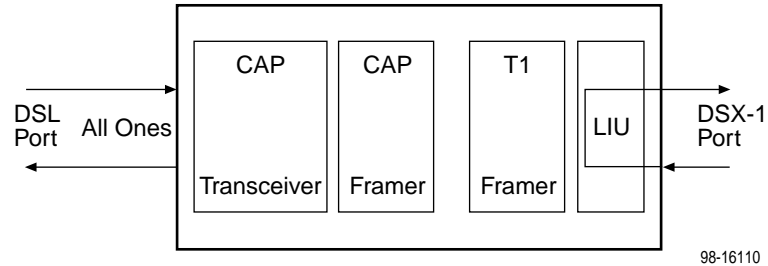 CAP
CAP
T1
DSL
Port
All Ones
LIU
DSX-1
Port
Transceiver
Framer
Framer
98-16110